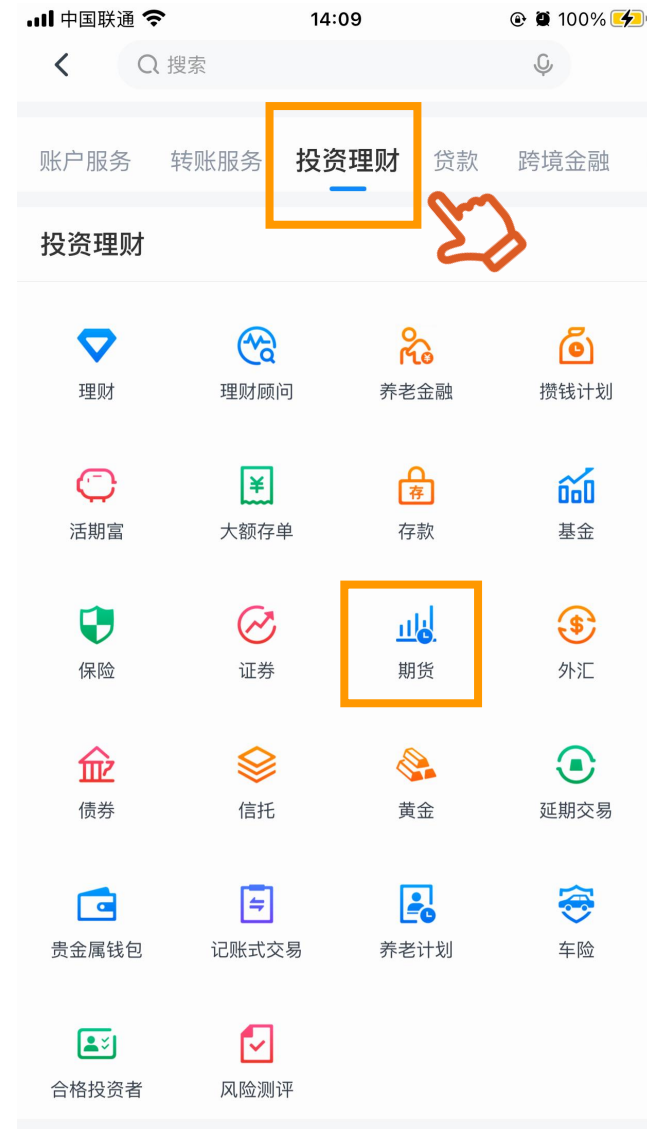 中国联通 14:09 100%
搜索
账户服务 转账服务 投资理财 贷款 跨境金融
投资理财
理财 理财顾问 养老金融 攒钱计划
活期富 大额存单 存款 基金
保险 证券 期货 外汇
债券 信托 黄金 延期交易
贵金属钱包 记账式交易 养老计划 车险
合格投资者 风险测评